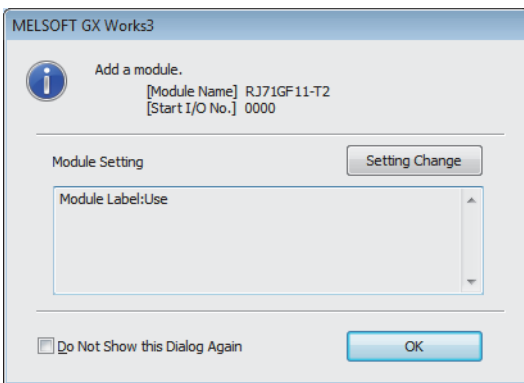 MELSOFT GX Works3
Add a module.
[Module Name] RJ71GF11-T2
[Start I/O No.] 0000
Module Setting
Setting Change
Module Label:Use
Do Not Show this Dialog Again
OK